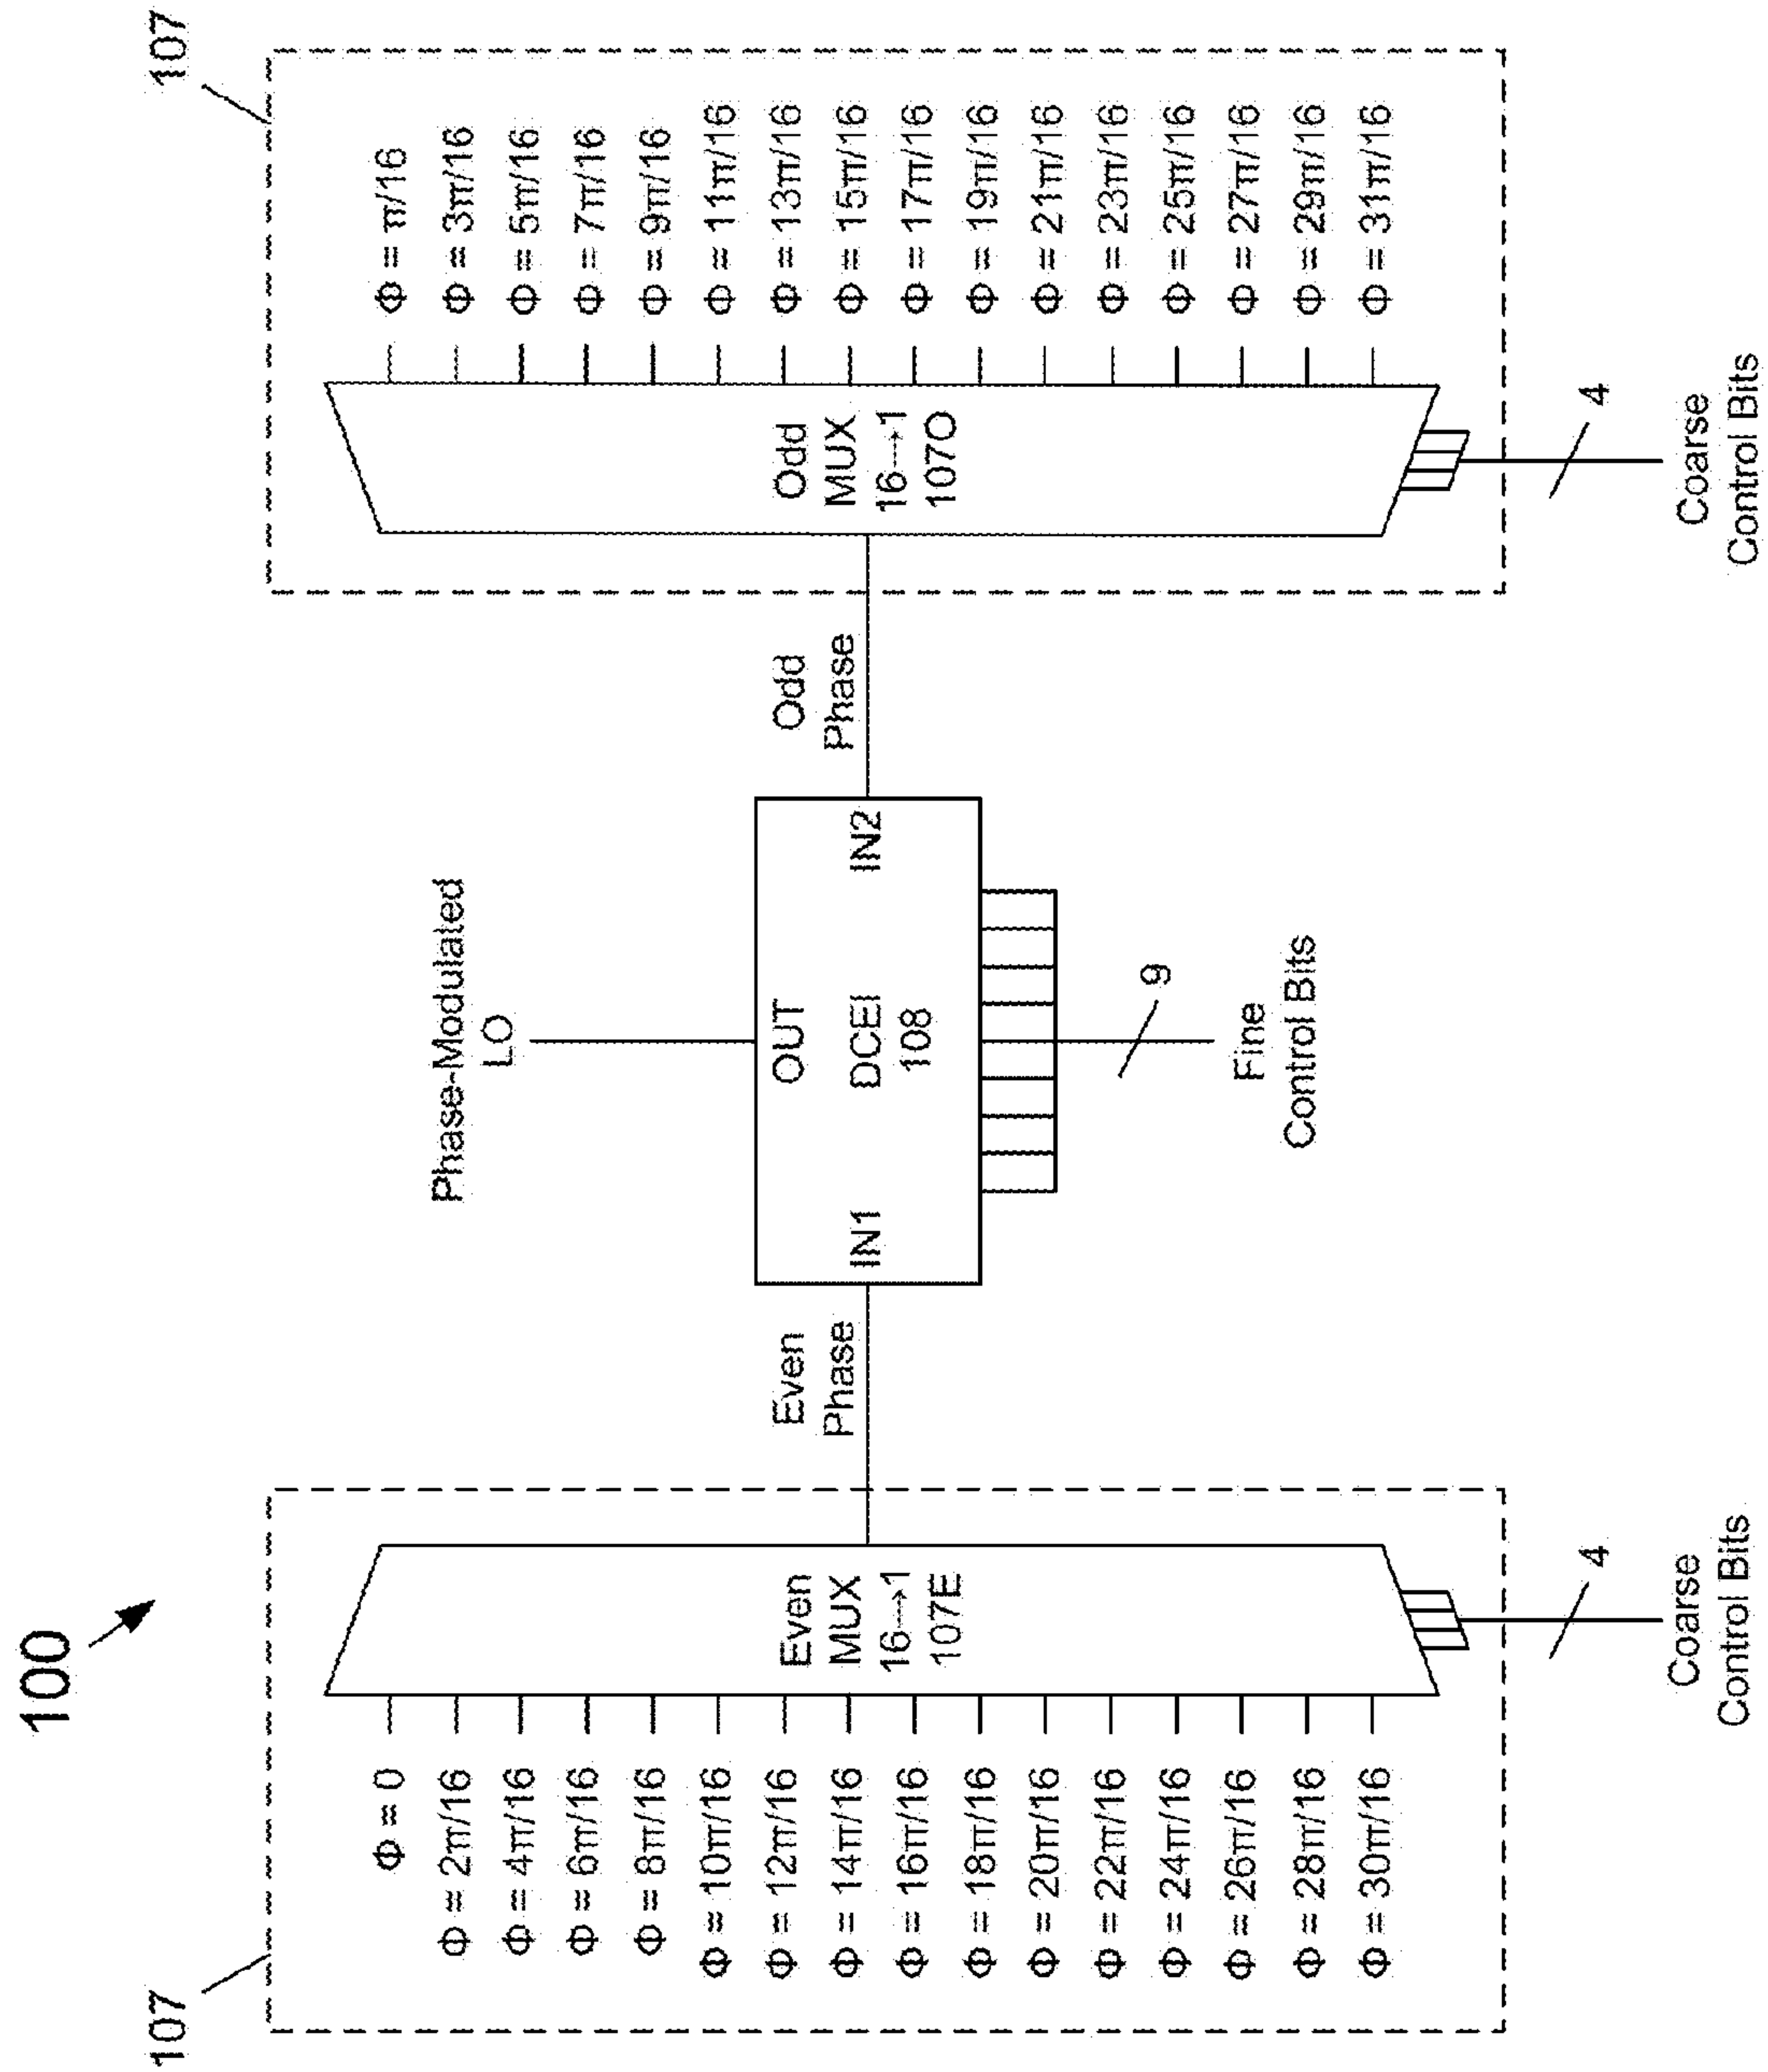 100
107
Φ = 0
Φ = 2π/16
Φ = 4π/16
Φ = 6π/16
Φ = 8π/16
Φ = 10π/16
Φ = 12π/16
Φ = 14π/16
Φ = 16π/16
Φ = 18π/16
Φ = 20π/16
Φ = 22π/16
Φ = 24π/16
Φ = 26π/16
Φ = 28π/16
Φ = 30π/16
Even
MUX
16→1
107E
4
Coarse
Control Bits
Even
Phase
Phase-Modulated
LO
OUT
IN1
DCEI
108
IN2
9
Fine
Control Bits
Odd
Phase
107
Odd
MUX
16→1
107O
Φ = π/16
Φ = 3π/16
Φ = 5π/16
Φ = 7π/16
Φ = 9π/16
Φ = 11π/16
Φ = 13π/16
Φ = 15π/16
Φ = 17π/16
Φ = 19π/16
Φ = 21π/16
Φ = 23π/16
Φ = 25π/16
Φ = 27π/16
Φ = 29π/16
Φ = 31π/16
4
Coarse
Control Bits